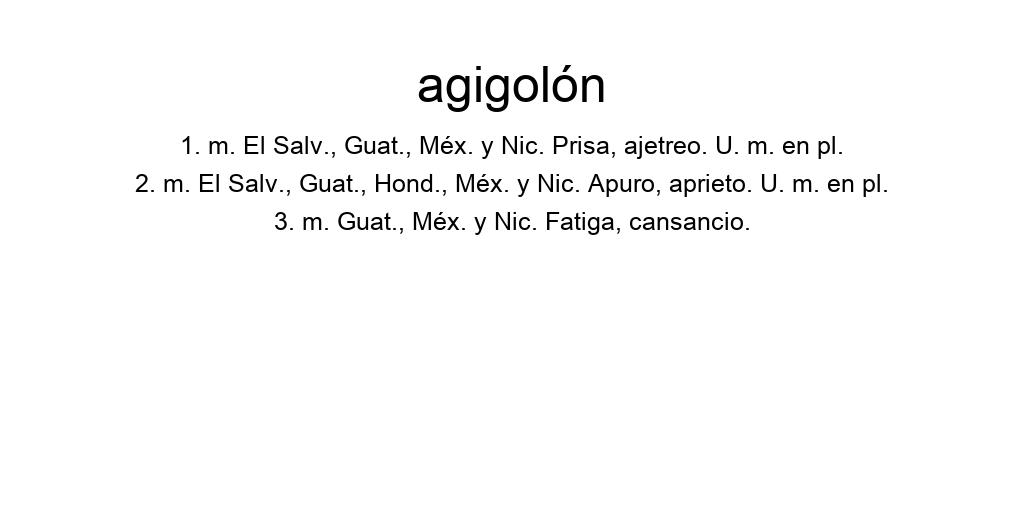 agigolón
1. m. El Salv., Guat., Méx. y Nic. Prisa, ajetreo. U. m. en pl.
2. m. El Salv., Guat., Hond., Méx. y Nic. Apuro, aprieto. U. m. en pl.
3. m. Guat., Méx. y Nic. Fatiga, cansancio.